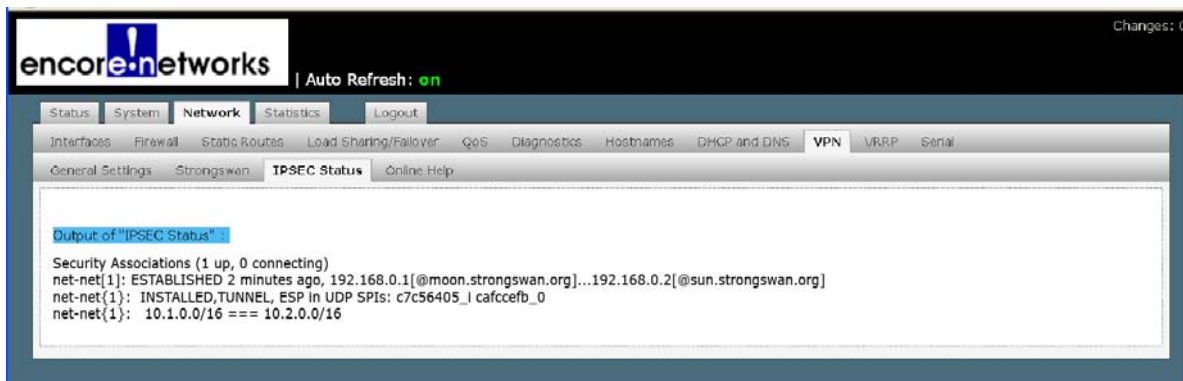 Changes: 0
encore!networks
| Auto Refresh: on
Status System Network Statistics Logout
Interfaces Firewall Static Routes Load Sharing/Failover QoS Diagnostics Hostnames DHCP and DNS VPN VRRP Serial
General Settings Strongswan IPSEC Status Online Help
Output of "IPSEC Status" :
Security Associations (1 up, 0 connecting)
net-net[1]: ESTABLISHED 2 minutes ago, 192.168.0.1[@moon.strongswan.org]...192.168.0.2[@sun.strongswan.org]
net-net{1}: INSTALLED,TUNNEL, ESP in UDP SPIs: c7c56405_i cafccefb_0
net-net{1}: 10.1.0.0/16 === 10.2.0.0/16